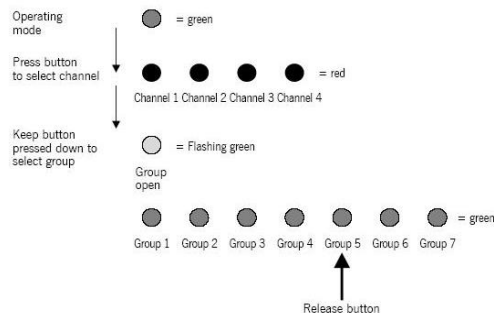 Operating
mode
= green
Press button
to select channel
= red
Channel 1 Channel 2 Channel 3 Channel 4
Keep button
pressed down to
select group
= Flashing green
Group
open
= green
Group 1 Group 2 Group 3 Group 4 Group 5 Group 6 Group 7
Release button